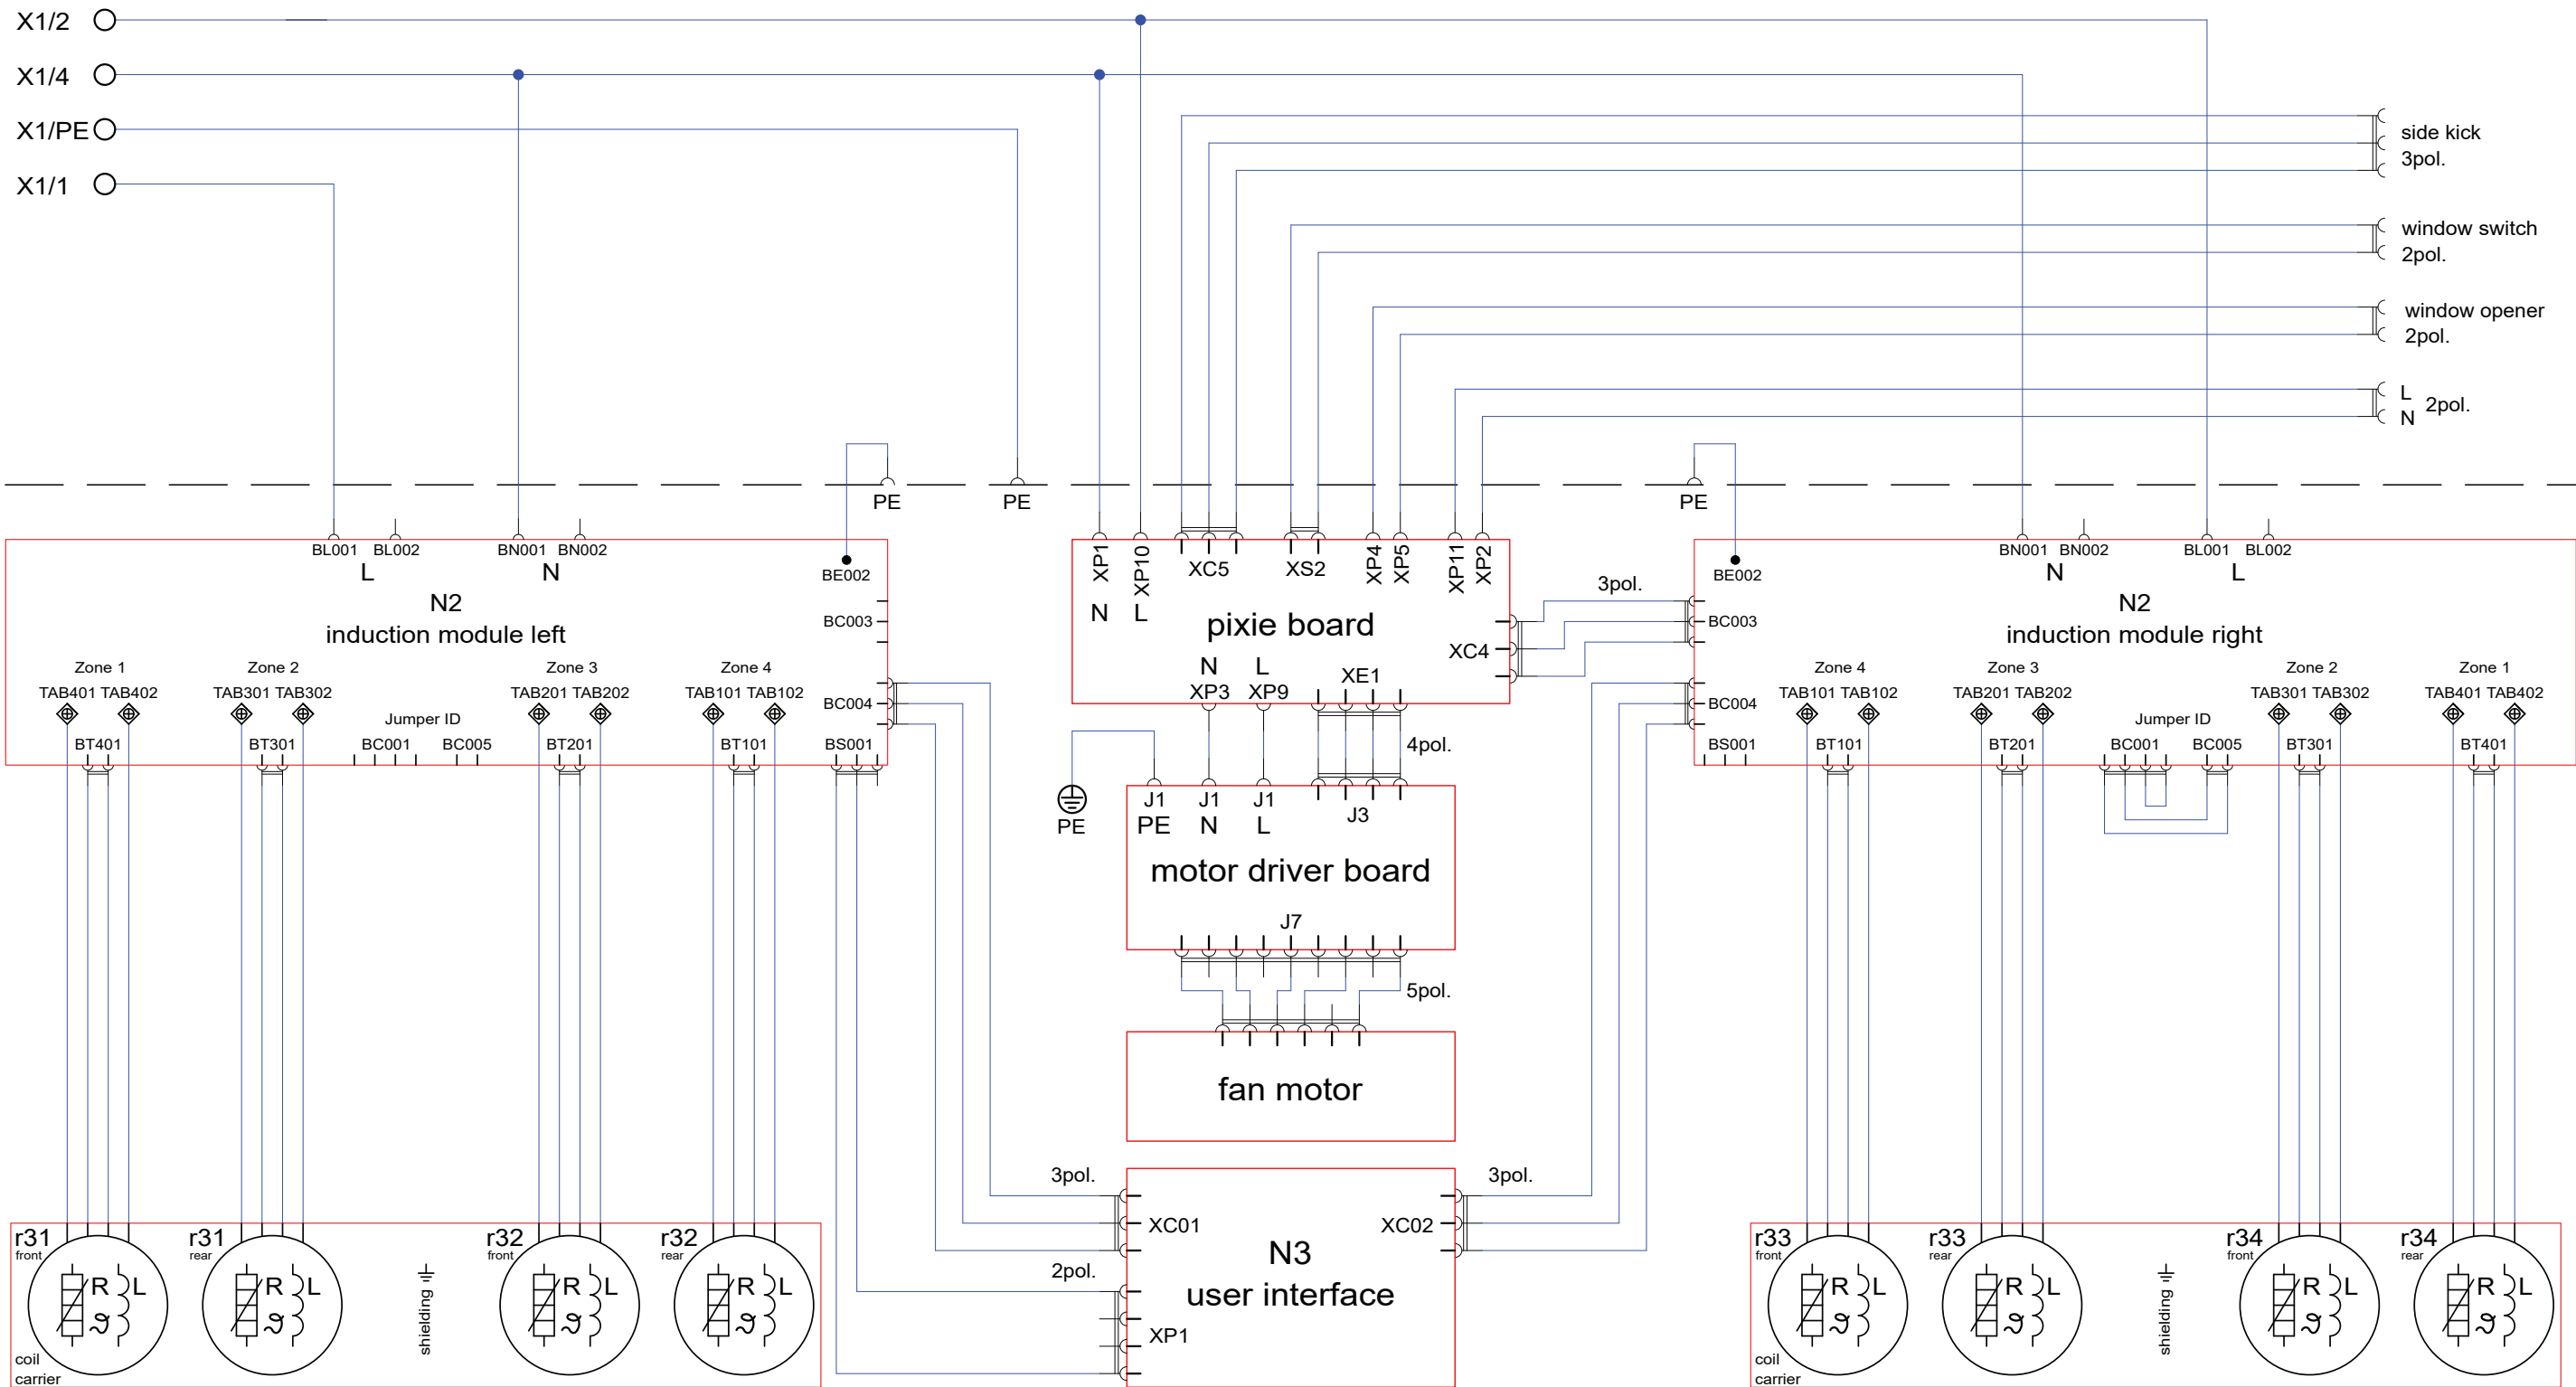 X1/2
X1/4
X1/PE
X1/1
side kick
3pol.
window switch
2pol.
window opener
2pol.
L
N
2pol.
PE
PE
PE
BL001 BL002
BN001 BN002
L
N
N2
induction module left
BE002
BC003
BC004
BS001
Zone 1
TAB401 TAB402
BT401
Zone 2
TAB301 TAB302
BT301
Jumper ID
BC001
BC005
Zone 3
TAB201 TAB202
BT201
Zone 4
TAB101 TAB102
BT101
XP1
XP10
XC5
XS2
XP4
XP5
XP11
XP2
N
L
pixie board
XC4
3pol.
N
L
XP3
XP9
XE1
4pol.
PE
J1
PE
J1
N
J1
L
J3
motor driver board
J7
5pol.
fan motor
BN001 BN002
BL001 BL002
N
L
N2
induction module right
BE002
BC003
BC004
BS001
Zone 4
TAB101 TAB102
BT101
Zone 3
TAB201 TAB202
BT201
Jumper ID
BC001
BC005
Zone 2
TAB301 TAB302
BT301
Zone 1
TAB401 TAB402
BT401
3pol.
XC01
2pol.
XP1
3pol.
XC02
N3
user interface
r31
front
R L
ϑ
r31
rear
R L
ϑ
shielding
r32
front
R L
ϑ
r32
rear
R L
ϑ
coil
carrier
r33
front
R L
ϑ
r33
rear
R L
ϑ
shielding
r34
front
R L
ϑ
r34
rear
R L
ϑ
coil
carrier